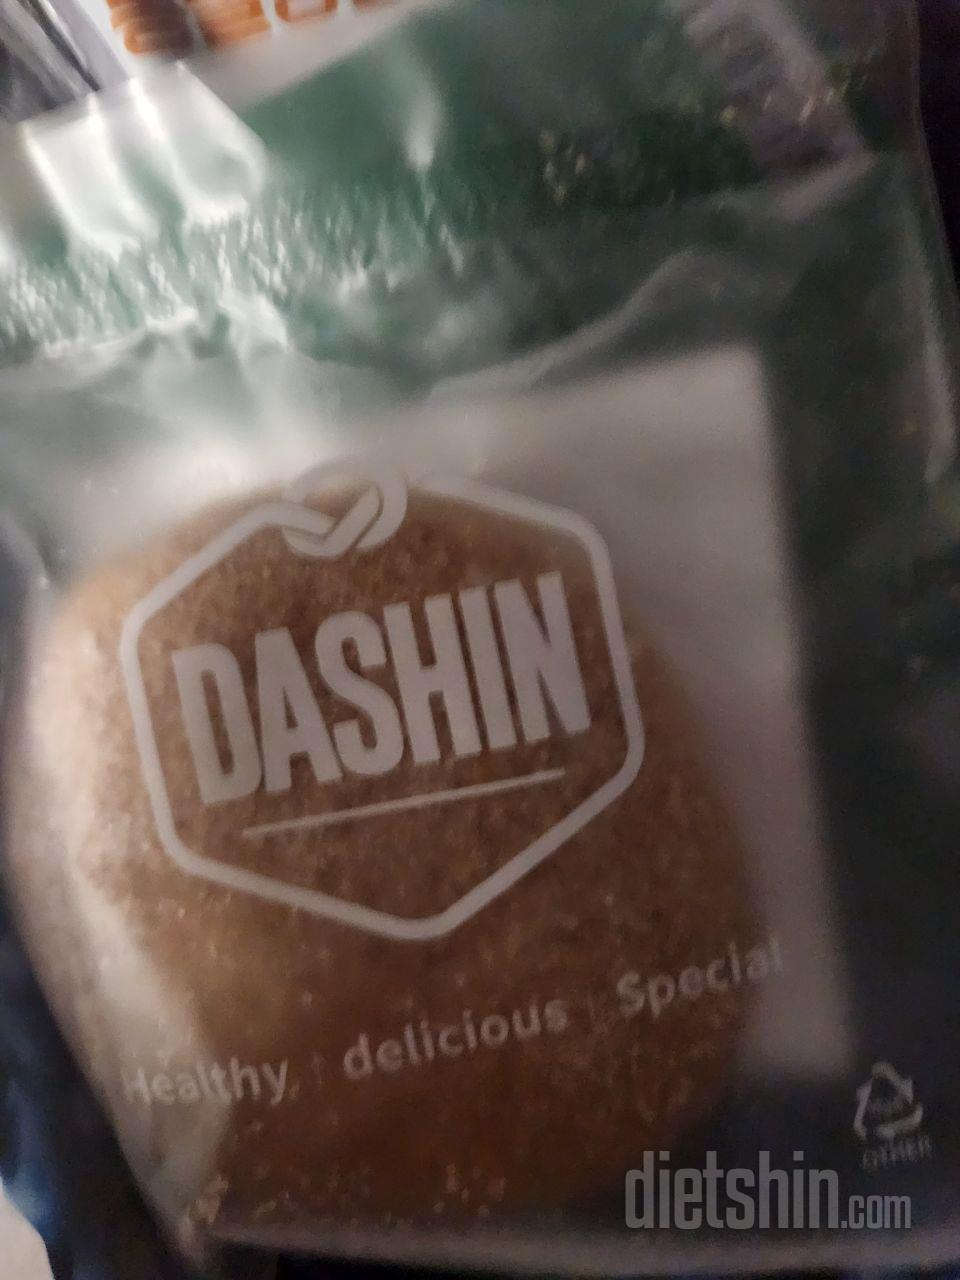 DASHIN
Healthy delicious Special
OTHER
dietshin.com